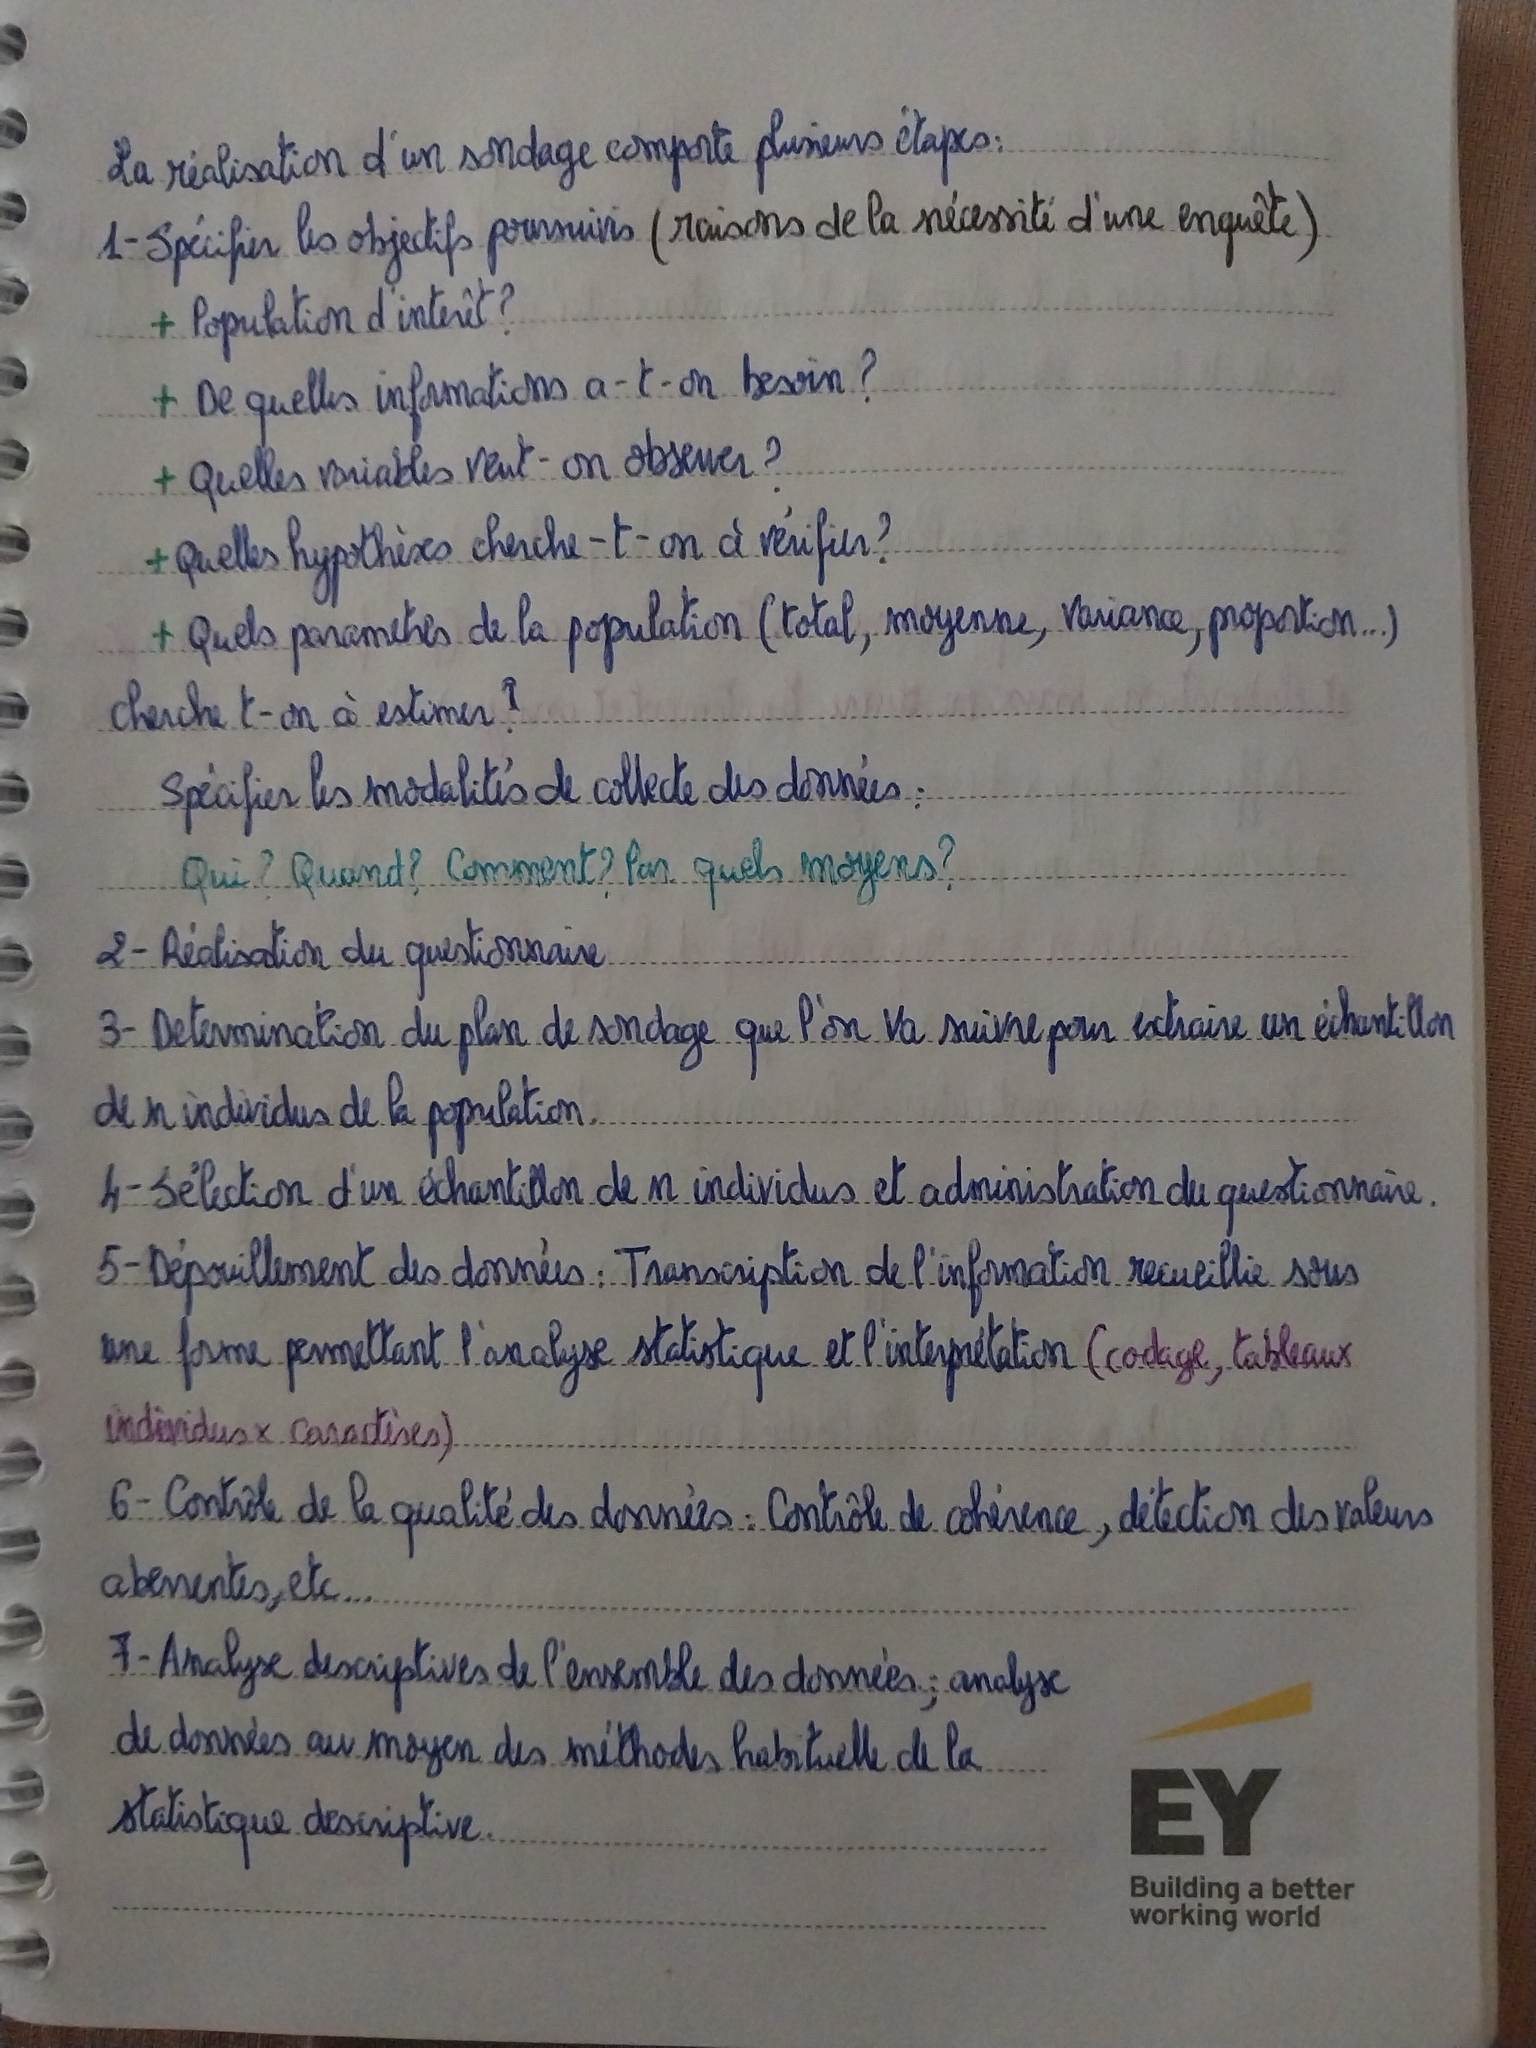 La réalisation d'un sondage comporte plusieurs étapes:
1- Spécifier les objectifs poursuivis (raisons de la nécessité d'une enquête)
+ Population d'intérêt?
+ De quelles informations a-t-on besoin?
+ Quelles variables veut-on observer?
+ Quelles hypothèses cherche-t-on à vérifier?
+ Quels paramètres de la population (total, moyenne, variance, proportion...)
cherche t-on à estimer?
Spécifier les modalités de collecte des données:
Qui? Quand? Comment? Par quels moyens?
2- Réalisation du questionnaire
3- Determination du plan de sondage que l'on va suivre pour extraire un échantillon
de n individus de la population.
4- Sélection d'un échantillon de n individus et administration du questionnaire.
5- Dépouillement des données: Transcription de l'information recueillie sous
une forme permettant l'analyse statistique et l'interprétation (codage, tableaux
individus x caractères)
6- Contrôle de la qualité des données: Contrôle de cohérence, détection des valeurs
aberrentes, etc...
7- Analyse descriptives de l'ensemble des données; analyse
de données au moyen des méthodes habituelle de la
statistique descriptive.
EY
Building a better
working world